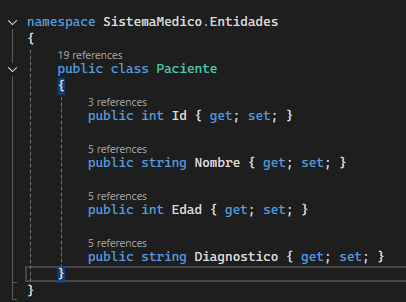 namespace SistemaMedico.Entidades
{
19 references
public class Paciente
{
3 references
public int Id { get; set; }
5 references
public string Nombre { get; set; }
5 references
public int Edad { get; set; }
5 references
public string Diagnostico { get; set; }
}
}